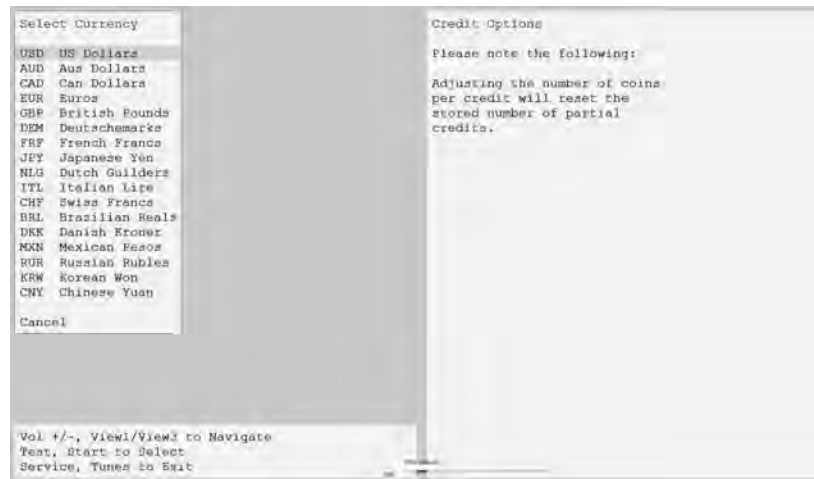 Select Currency
USD US Dollars
AUD Aus Dollars
CAD Can Dollars
EUR Euros
GBP British Pounds
DEM Deutschemarks
FRF French Francs
JPY Japanese Yen
NLG Dutch Guilders
ITL Italian Lire
CHF Swiss Francs
BRL Brazilian Reals
DKK Danish Kroner
MXN Mexican Pesos
RUR Russian Rubles
KRW Korean Won
CNY Chinese Yuan
Cancel
Vol +/-, View1/View3 to Navigate
Test, Start to Select
Service, Tunes to Exit
Credit Options
Please note the following:
Adjusting the number of coins
per credit will reset the
stored number of partial
credits.